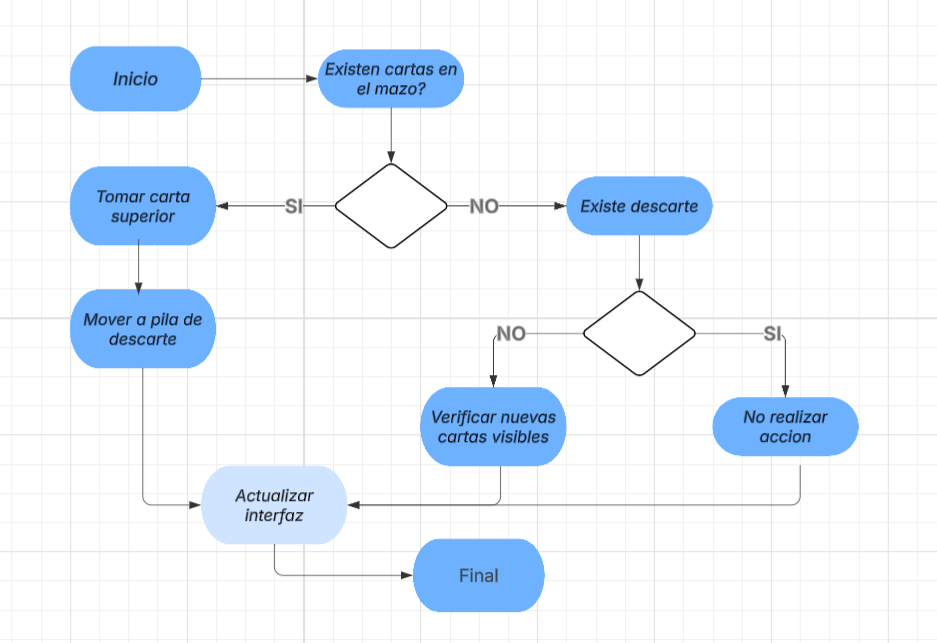 Inicio
Existen cartas en
el mazo?
Tomar carta
superior
SI
NO
Existe descarte
Mover a pila de
descarte
NO
SI
Verificar nuevas
cartas visibles
No realizar
accion
Actualizar
interfaz
Final